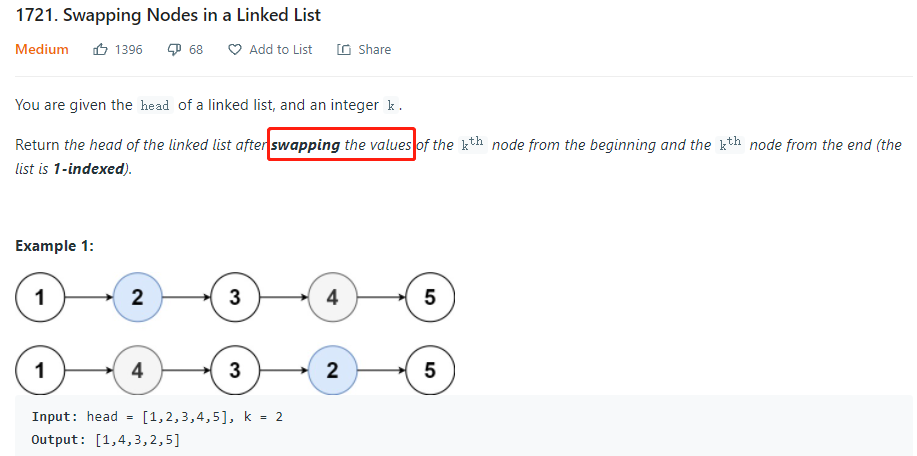 1721. Swapping Nodes in a Linked List
Medium 1396 68 Add to List Share
You are given the head of a linked list, and an integer k.
Return the head of the linked list after swapping the values of the kth node from the beginning and the kth node from the end (the
list is 1-indexed).
Example 1:
1 2 3 4 5
1 4 3 2 5
Input: head = [1,2,3,4,5], k = 2
Output: [1,4,3,2,5]